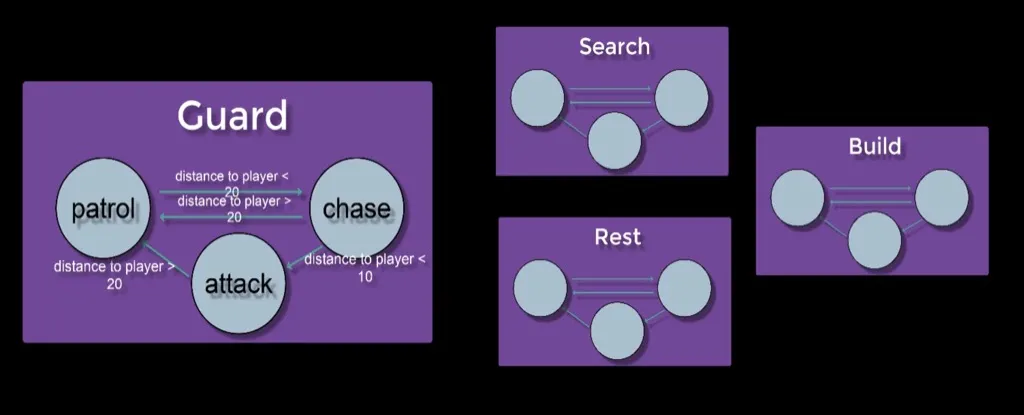 Guard
distance to player <
20
distance to player >
20
patrol
chase
distance to player >
20
attack
distance to player <
10
Search
Rest
Build